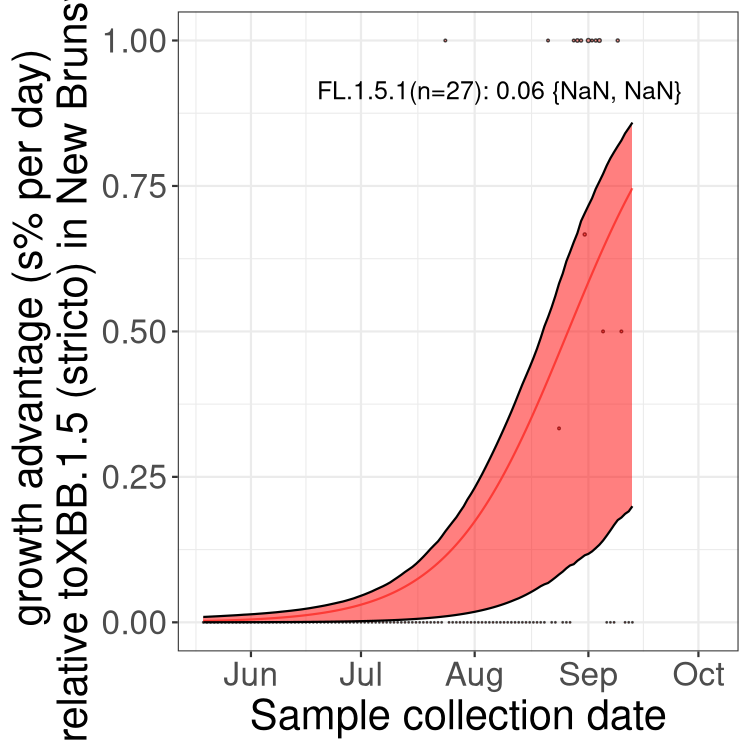 growth advantage (s% per day)
relative toXBB.1.5 (stricto) in New Bruns
1.00
0.75
0.50
0.25
0.00
FL.1.5.1(n=27): 0.06 {NaN, NaN}
Jun Jul Aug Sep Oct
Sample collection date